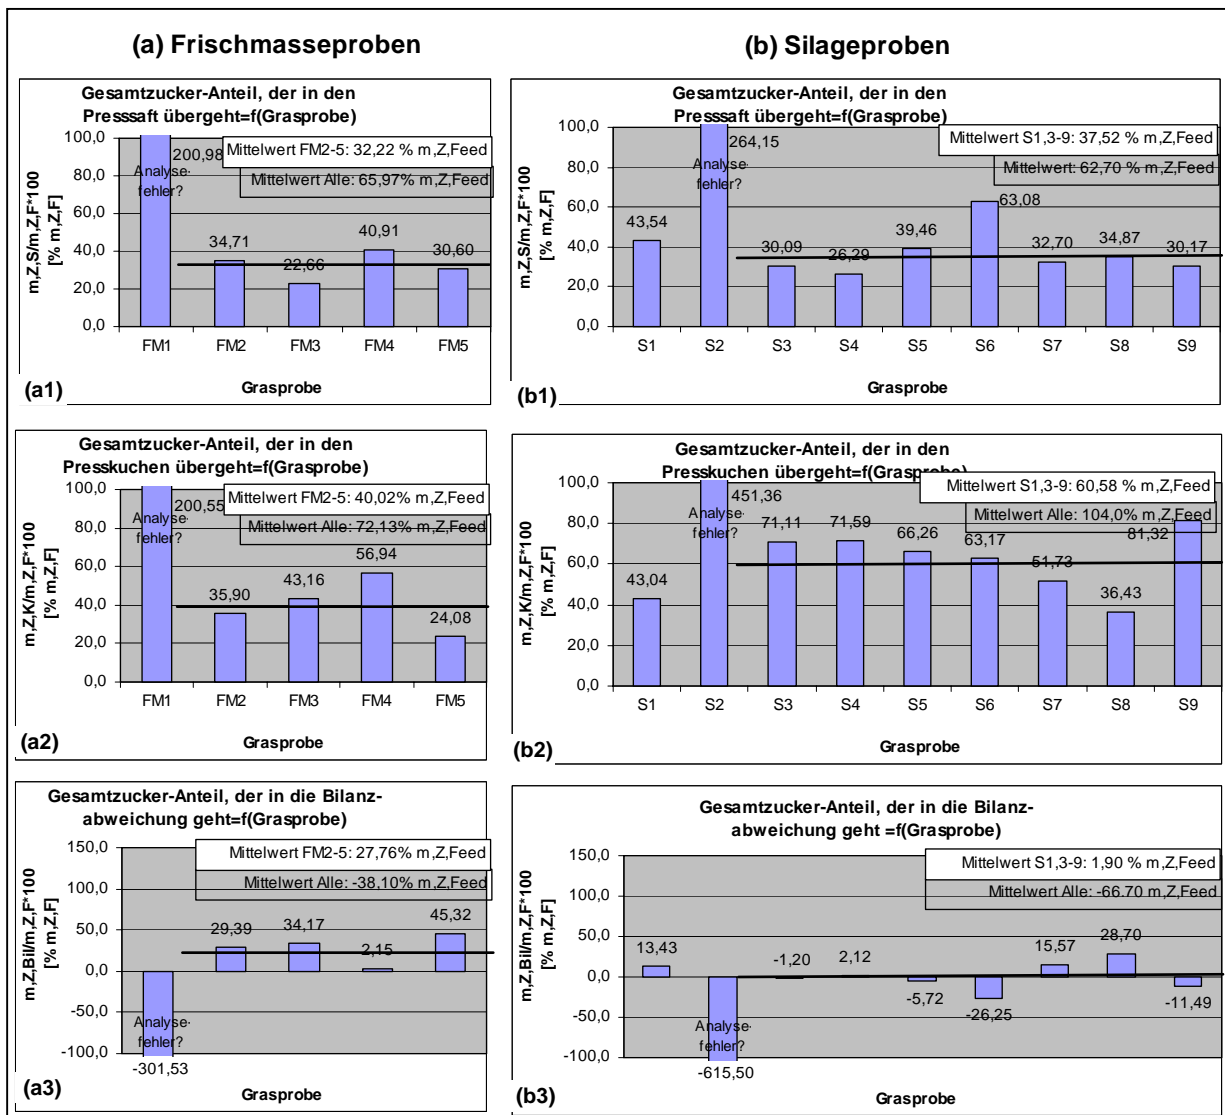 (a) Frischmasseproben
(b) Silageproben
Gesamtzucker-Anteil, der in den
Presssaft übergeht=f(Grasprobe)
Mittelwert FM2-5: 32,22 % m,Z,Feed
Mittelwert Alle: 65,97% m,Z,Feed
m,Z,S/m,Z,F*100
[% m,Z,F]
100,0
80,0
60,0
40,0
20,0
0,0
200,98
Analyse-
fehler?
34,71
22,66
40,91
30,60
FM1 FM2 FM3 FM4 FM5
Grasprobe
(a1)
Gesamtzucker-Anteil, der in den
Presssaft übergeht=f(Grasprobe)
Mittelwert S1,3-9: 37,52 % m,Z,Feed
Mittelwert: 62,70 % m,Z,Feed
m,Z,S/m,Z,F*100
[% m,Z,F]
100,0
80,0
60,0
40,0
20,0
0,0
43,54
264,15
Analyse-
fehler?
30,09
26,29
39,46
63,08
32,70
34,87
30,17
S1 S2 S3 S4 S5 S6 S7 S8 S9
Grasprobe
(b1)
Gesamtzucker-Anteil, der in den
Presskuchen übergeht=f(Grasprobe)
Mittelwert FM2-5: 40,02% m,Z,Feed
Mittelwert Alle: 72,13% m,Z,Feed
m,Z,K/m,Z,F*100
[% m,Z,F]
100,0
80,0
60,0
40,0
20,0
0,0
200,55
Analyse-
fehler?
35,90
43,16
56,94
24,08
FM1 FM2 FM3 FM4 FM5
Grasprobe
(a2)
Gesamtzucker-Anteil, der in den
Presskuchen übergeht=f(Grasprobe)
Mittelwert S1,3-9: 60,58 % m,Z,Feed
Mittelwert Alle: 104,0% m,Z,Feed
m,Z,K/m,Z,F*100
[% m,Z,F]
100,0
80,0
60,0
40,0
20,0
0,0
43,04
451,36
Analyse-
fehler?
71,11
71,59
66,26
63,17
51,73
36,43
81,32
S1 S2 S3 S4 S5 S6 S7 S8 S9
Grasprobe
(b2)
Gesamtzucker-Anteil, der in die Bilanz-
abweichung geht=f(Grasprobe)
Mittelwert FM2-5: 27,76% m,Z,Feed
Mittelwert Alle: -38,10% m,Z,Feed
m,Z,Bil/m,Z,F*100
[% m,Z,F]
150,0
100,0
50,0
0,0
-50,0
-100,0
Analyse-
fehler?
-301,53
29,39
34,17
2,15
45,32
Grasprobe
(a3)
Gesamtzucker-Anteil, der in die Bilanz-
abweichung geht =f(Grasprobe)
Mittelwert S1,3-9: 1,90 % m,Z,Feed
Mittelwert Alle: -66.70 m,Z,Feed
m,Z,Bil/m,Z,F*100
[% m,Z,F]
150,0
100,0
50,0
0,0
-50,0
-100,0
13,43
Analyse-
fehler?
-615,50
-1,20
2,12
-5,72
-26,25
15,57
28,70
-11,49
Grasprobe
(b3)